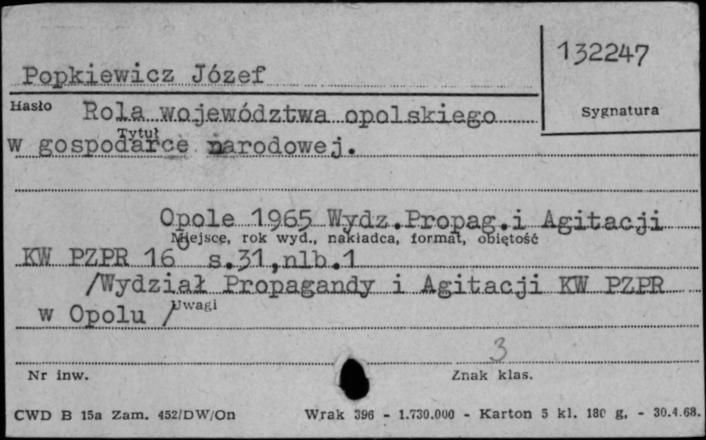 132247
Popkiewicz Józef
Hasło
Sygnatura
Rola województwa opolskiego
Tytuł
w gospodarce narodowej.
Opole 1965 Wydz.Propag.i Agitacji
Miejsce, rok wyd., nakładca, format, objętość
KW PZPR 16° s.31,nlb.1
/Wydział Propagandy i Agitacji KW PZPR
Uwagi
w Opolu /
3
Nr inw.
Znak klas.
CWD B 15a Zam. 452/DW/On Wrak 396 - 1.730.000 - Karton 5 kl. 180 g. - 30.4.68.